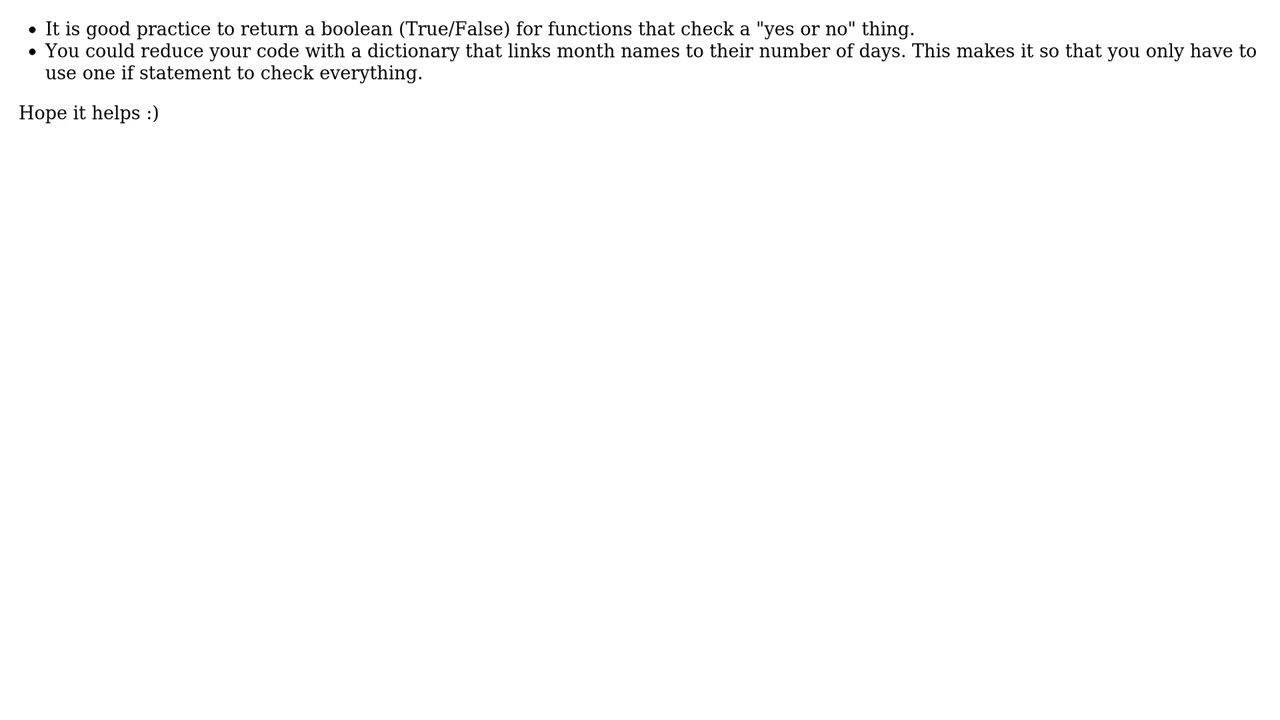 • It is good practice to return a boolean (True/False) for functions that check a "yes or no" thing.
• You could reduce your code with a dictionary that links month names to their number of days. This makes it so that you only have to
use one if statement to check everything.
Hope it helps :)